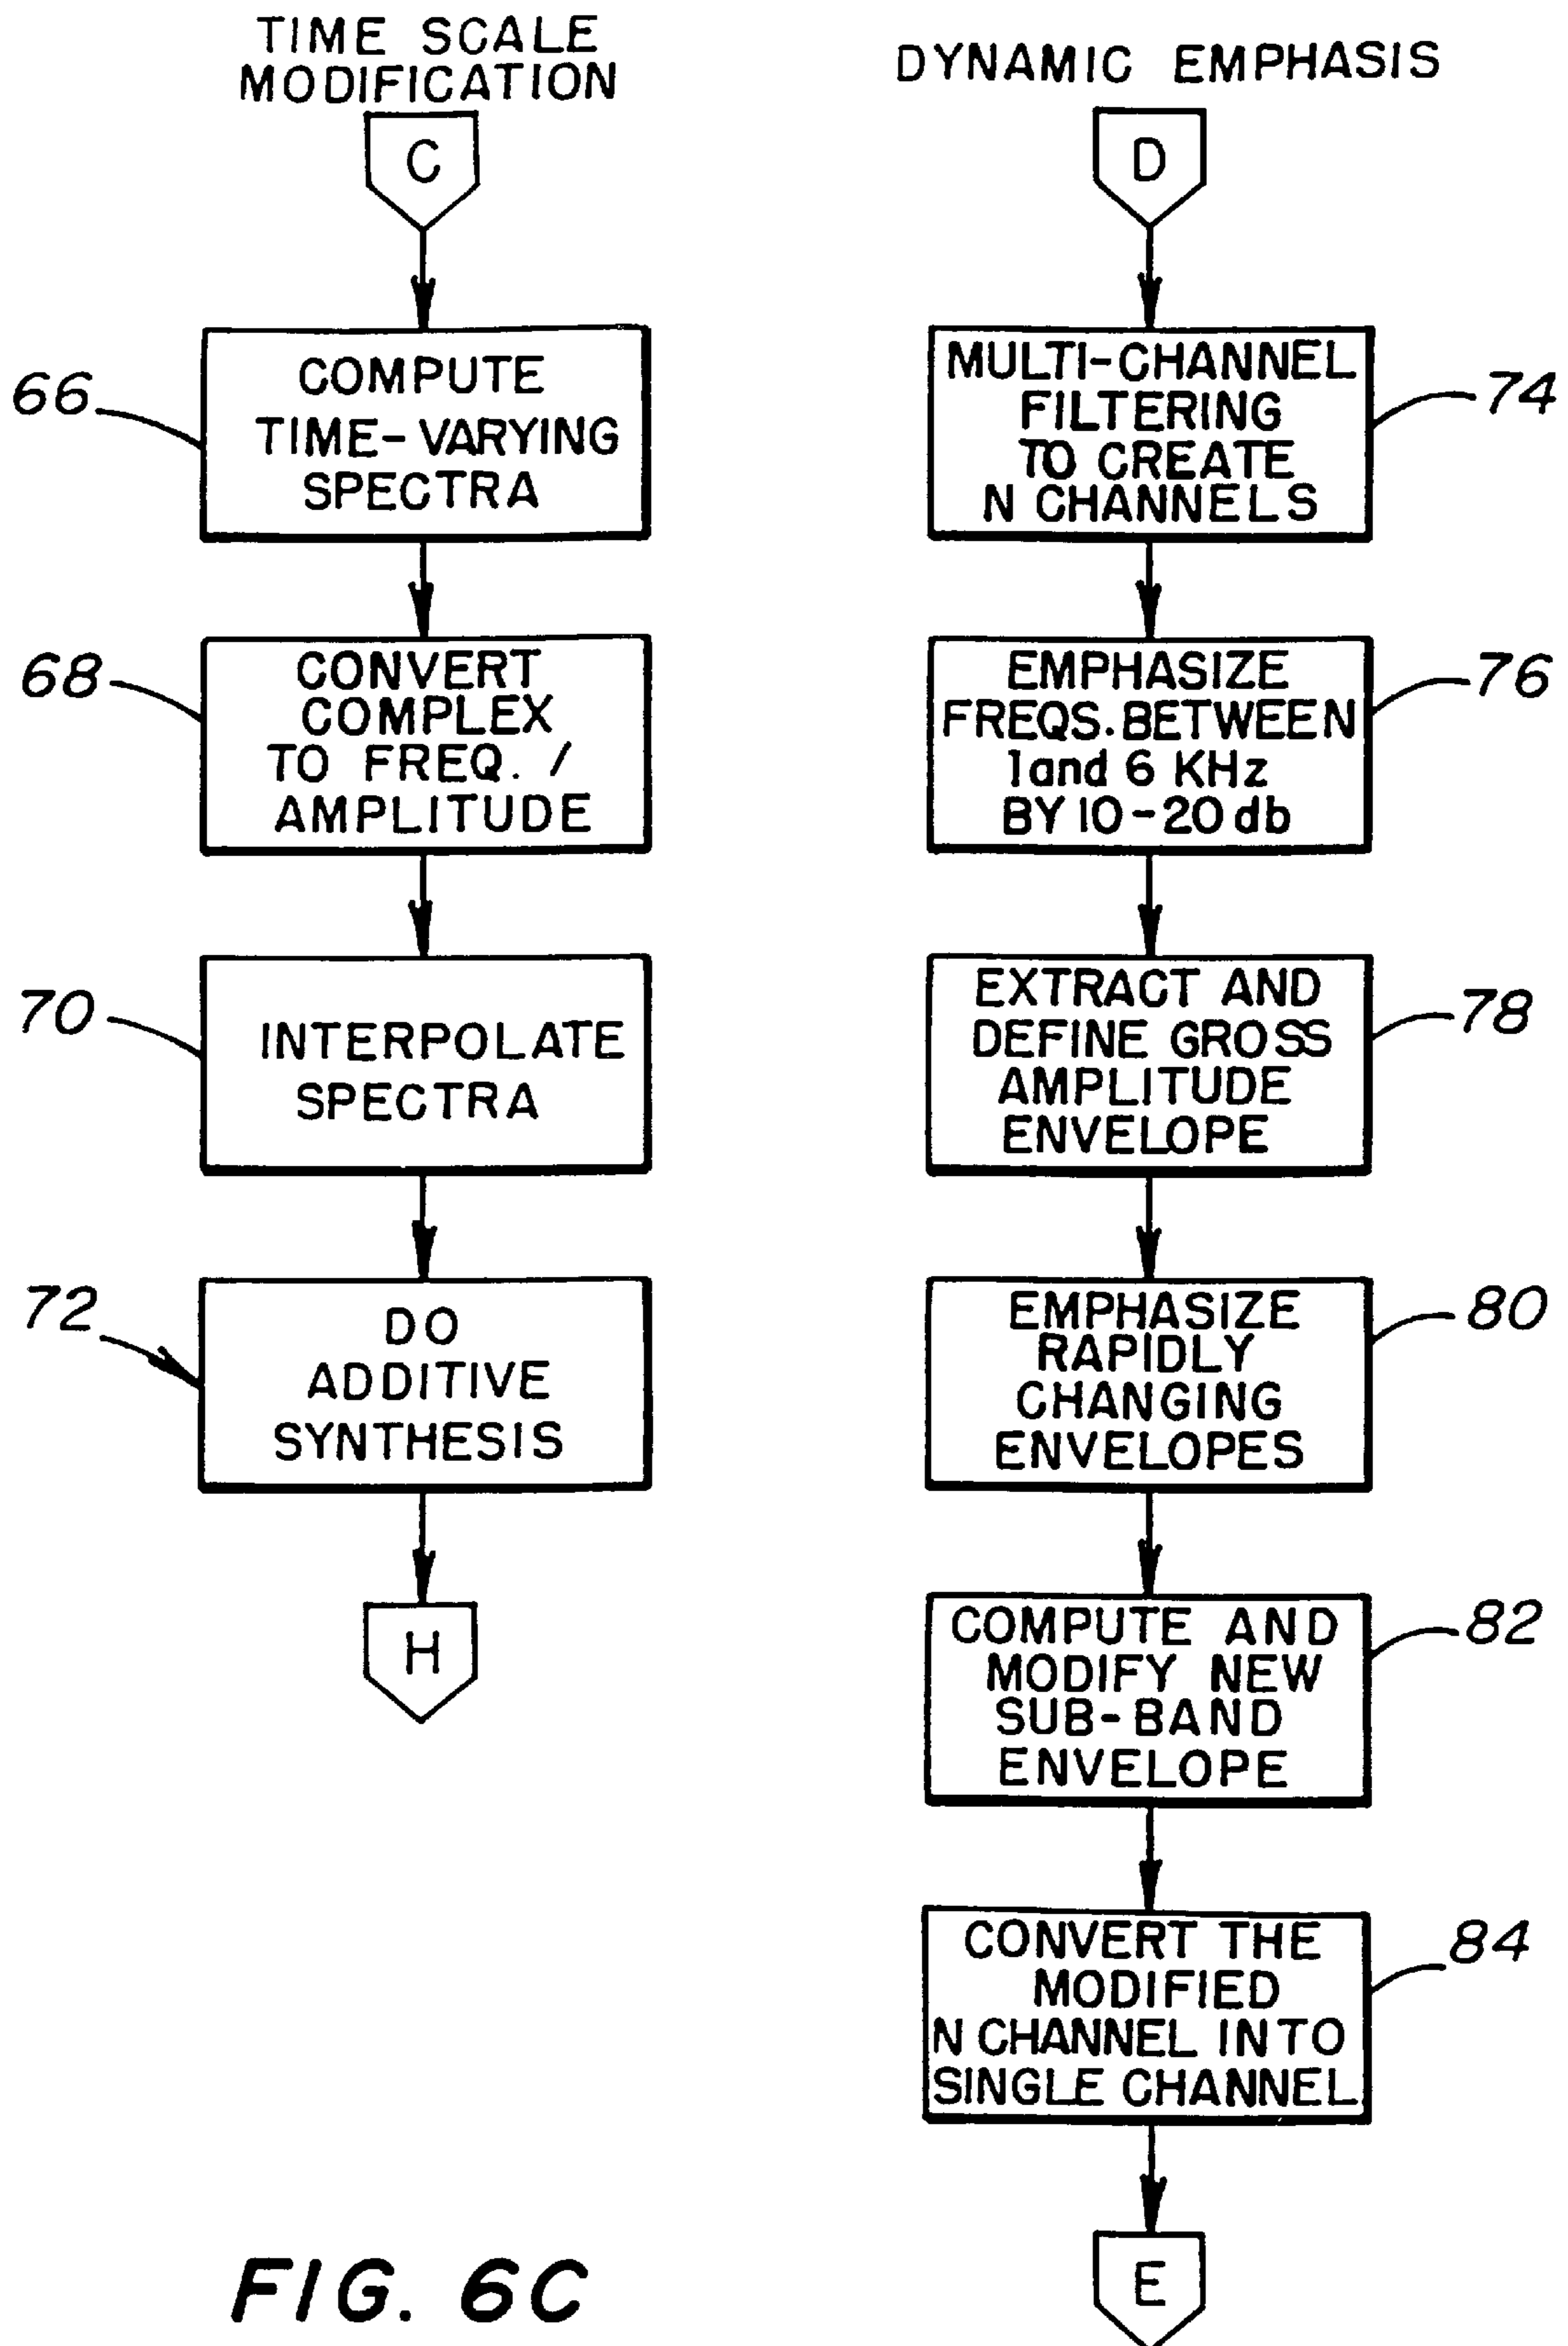 TIME SCALE
MODIFICATION
C
66
COMPUTE
TIME-VARYING
SPECTRA
68
CONVERT
COMPLEX
TO FREQ. /
AMPLITUDE
70
INTERPOLATE
SPECTRA
72
DO
ADDITIVE
SYNTHESIS
H
DYNAMIC EMPHASIS
D
MULTI-CHANNEL
FILTERING
TO CREATE
N CHANNELS
74
EMPHASIZE
FREQS. BETWEEN
1 and 6 KHz
BY 10-20 db
76
EXTRACT AND
DEFINE GROSS
AMPLITUDE
ENVELOPE
78
EMPHASIZE
RAPIDLY
CHANGING
ENVELOPES
80
COMPUTE AND
MODIFY NEW
SUB-BAND
ENVELOPE
82
CONVERT THE
MODIFIED
N CHANNEL INTO
SINGLE CHANNEL
84
E
FIG. 6C